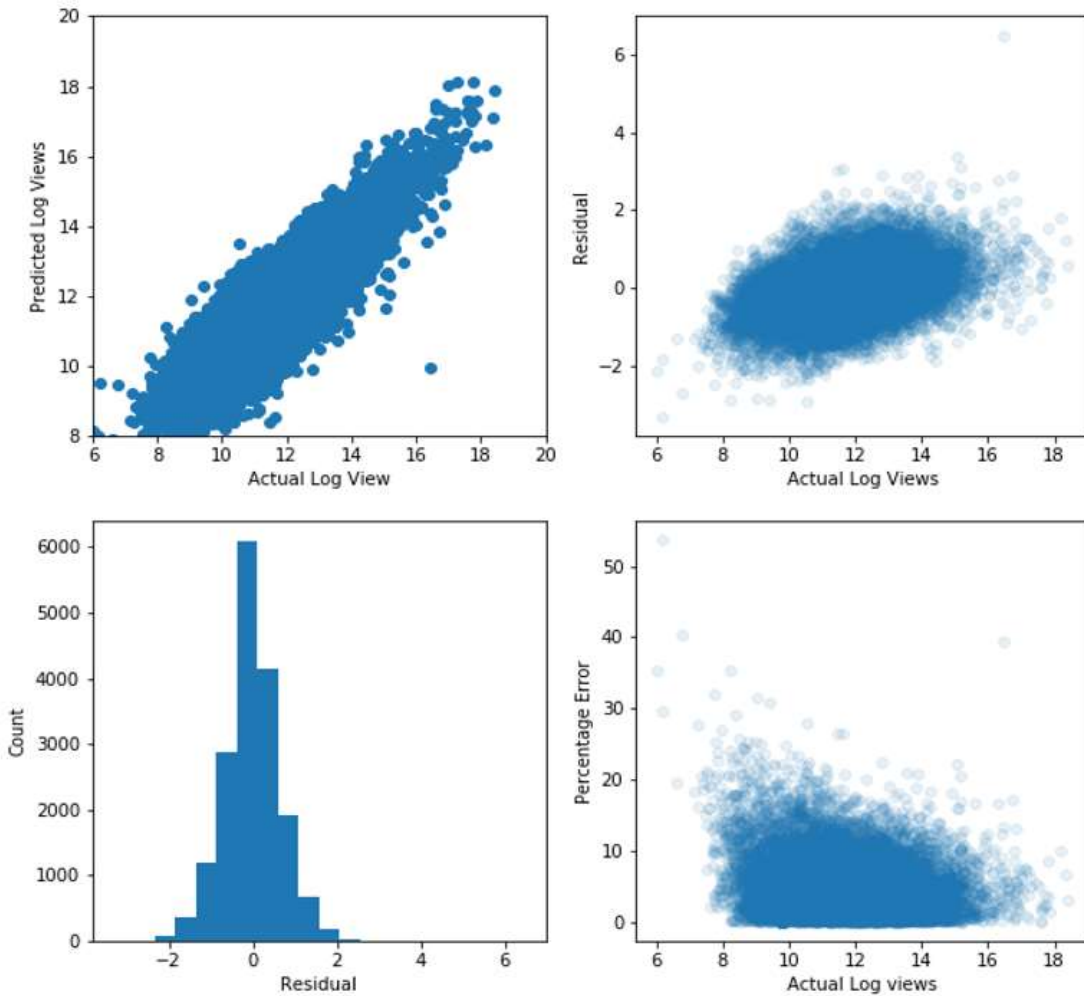 20
18
16
14
12
10
8
Predicted Log Views
6 8 10 12 14 16 18 20
Actual Log View
6
4
2
0
−2
Residual
6 8 10 12 14 16 18
Actual Log Views
6000
5000
4000
3000
2000
1000
0
Count
−2 0 2 4 6
Residual
50
40
30
20
10
0
Percentage Error
6 8 10 12 14 16 18
Actual Log views